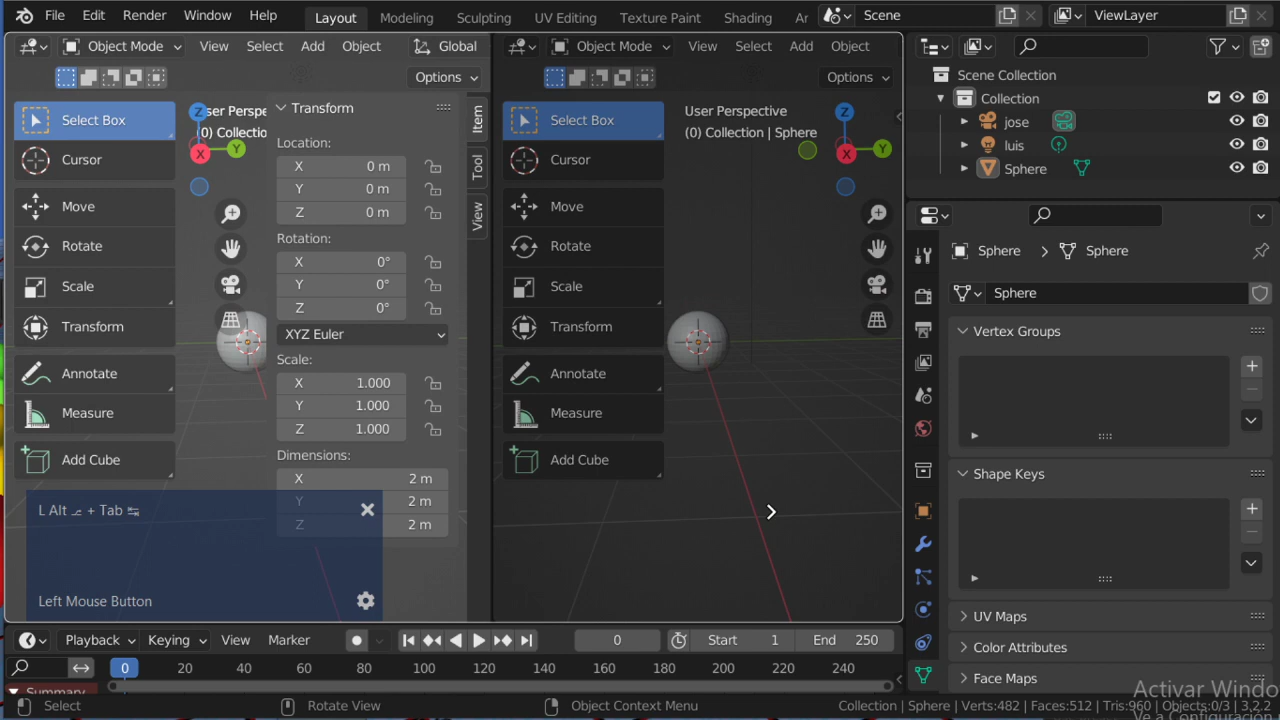 File Edit Render Window Help Layout Modeling Sculpting UV Editing Texture Paint Shading Scene ViewLayer
Object Mode View Select Add Object Global
Object Mode View Select Add Object
Options
Options
Select Box
Cursor
Move
Rotate
Scale
Transform
Annotate
Measure
Add Cube
ser Perspe
(0) Collectio
Z
X
Y
Transform
Location:
X 0 m
Y 0 m
Z 0 m
Rotation:
X 0°
Y 0°
Z 0°
XYZ Euler
Scale:
X 1.000
Y 1.000
Z 1.000
Dimensions:
X 2 m
Y 2 m
Z 2 m
Item
Tool
View
L Alt + Tab
Left Mouse Button
Select Box
Cursor
Move
Rotate
Scale
Transform
Annotate
Measure
Add Cube
User Perspective
(0) Collection | Sphere
Z
X
Y
Scene Collection
Collection
jose
luis
Sphere
Sphere > Sphere
Sphere
Vertex Groups
Shape Keys
UV Maps
Color Attributes
Face Maps
Playback Keying View Marker 0 Start 1 End 250
0 20 40 60 80 100 120 140 160 180 200 220 240
Summary
Activar Windo
Select Rotate View Object Context Menu Collection | Sphere | Verts:482 | Faces:512 | Tris:960 | Objects:0/3 | 3.2.2